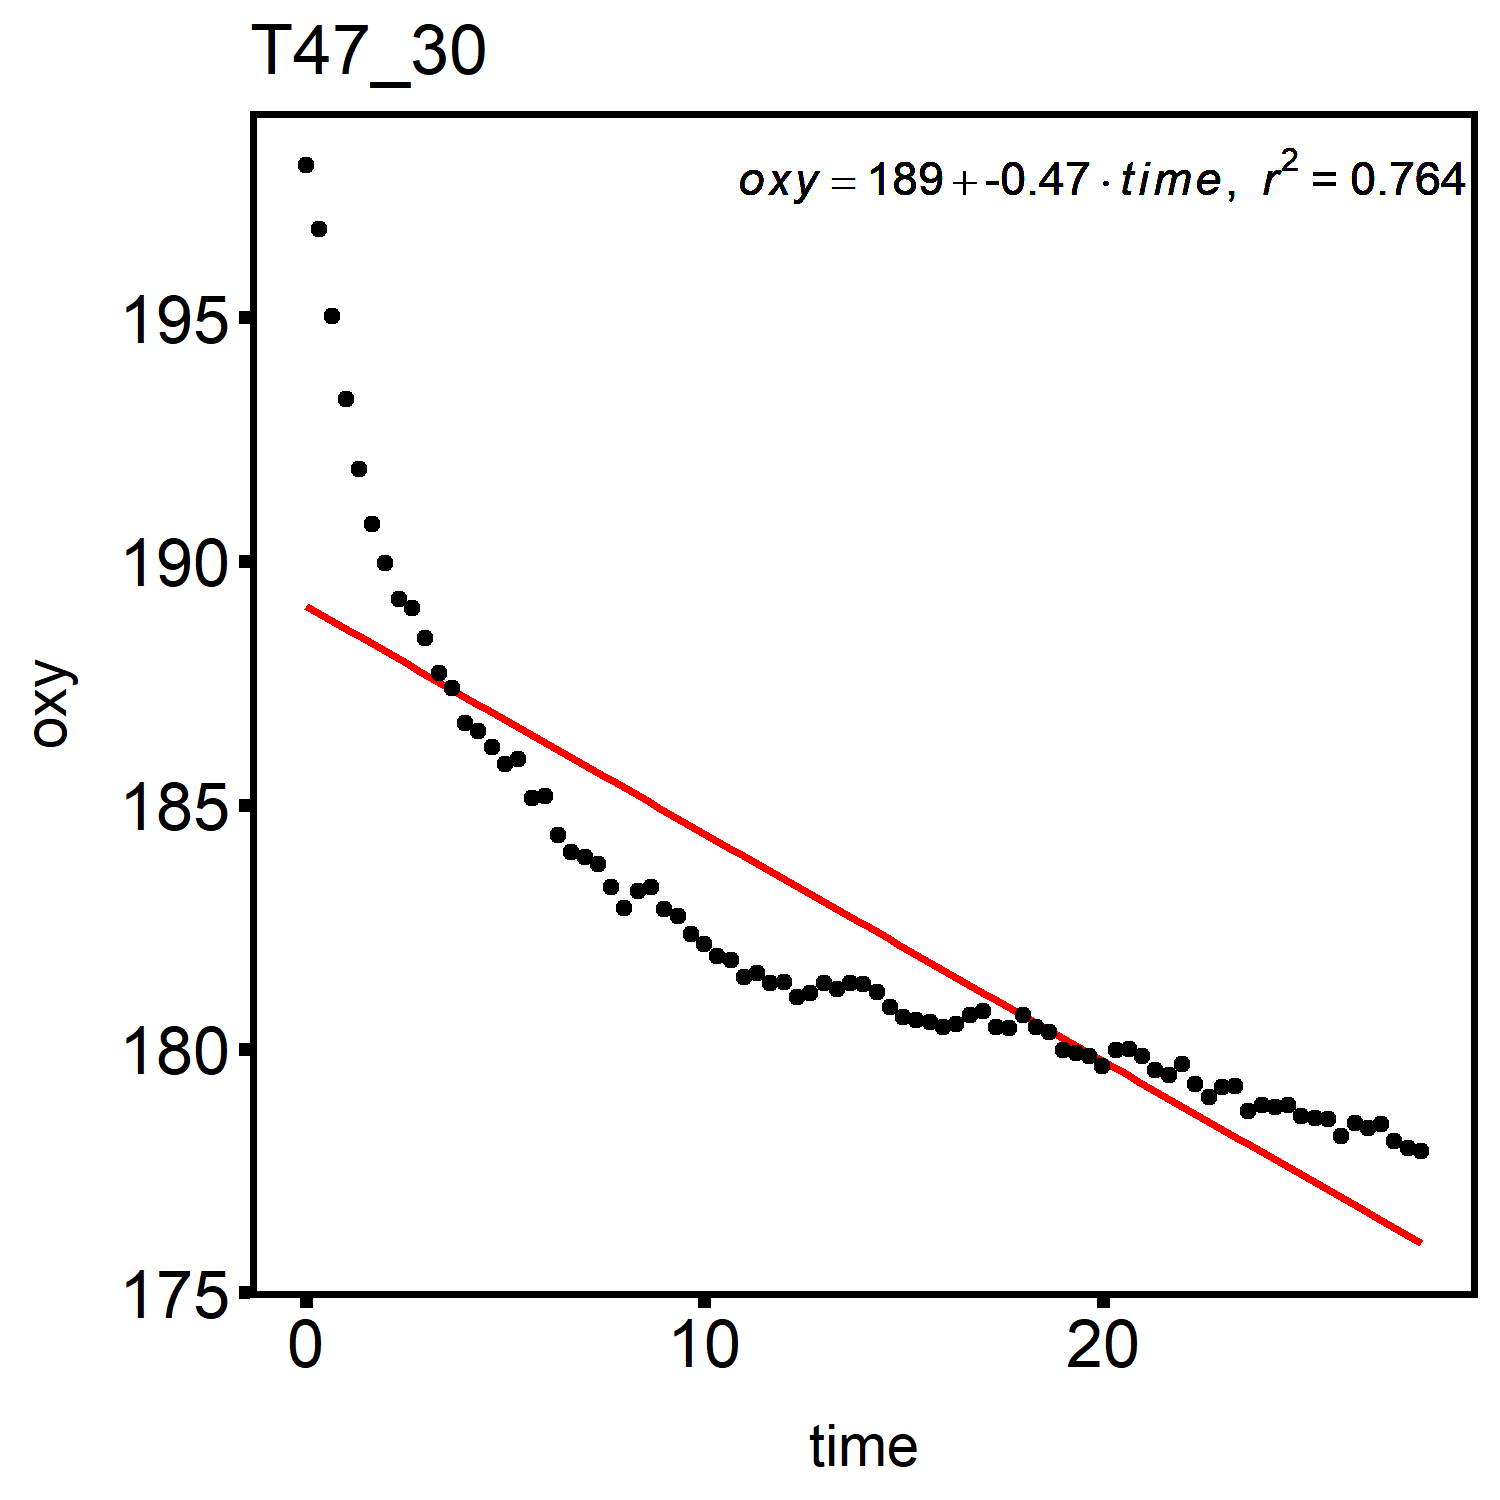 T47_30
oxy = 189 + -0.47 · time, r² = 0.764
195
190
185
180
175
oxy
0 10 20
time